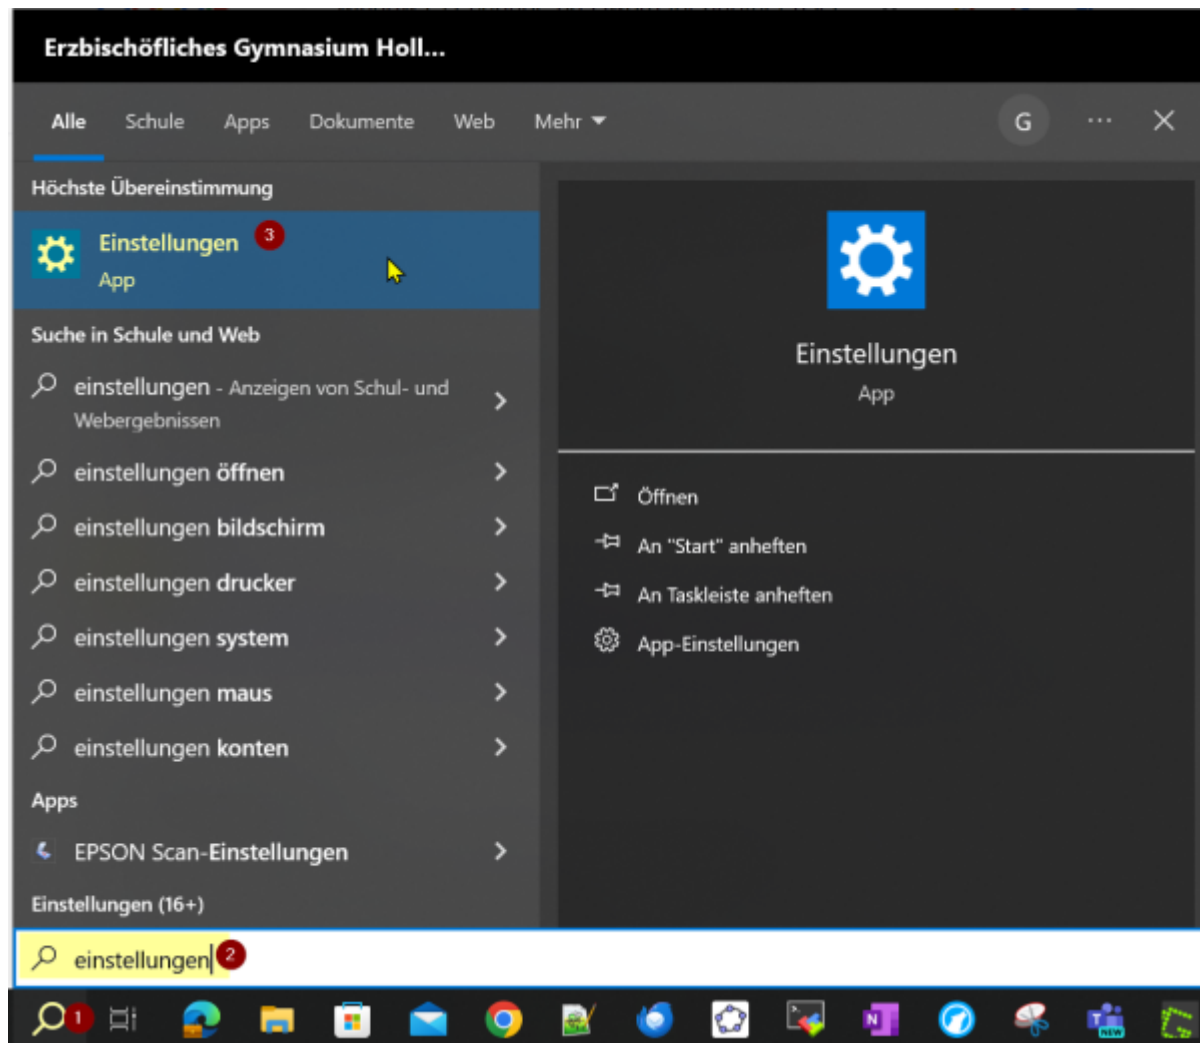 Erzbischöfliches Gymnasium Holl...
Alle Schule Apps Dokumente Web Mehr G ...
Höchste Übereinstimmung
Einstellungen 3
App
Suche in Schule und Web
einstellungen - Anzeigen von Schul- und
Webergebnissen
einstellungen öffnen
einstellungen bildschirm
einstellungen drucker
einstellungen system
einstellungen maus
einstellungen konten
Apps
EPSON Scan-Einstellungen
Einstellungen (16+)
Einstellungen
App
Öffnen
An "Start" anheften
An Taskleiste anheften
App-Einstellungen
einstellungen 2
1 N T NEW